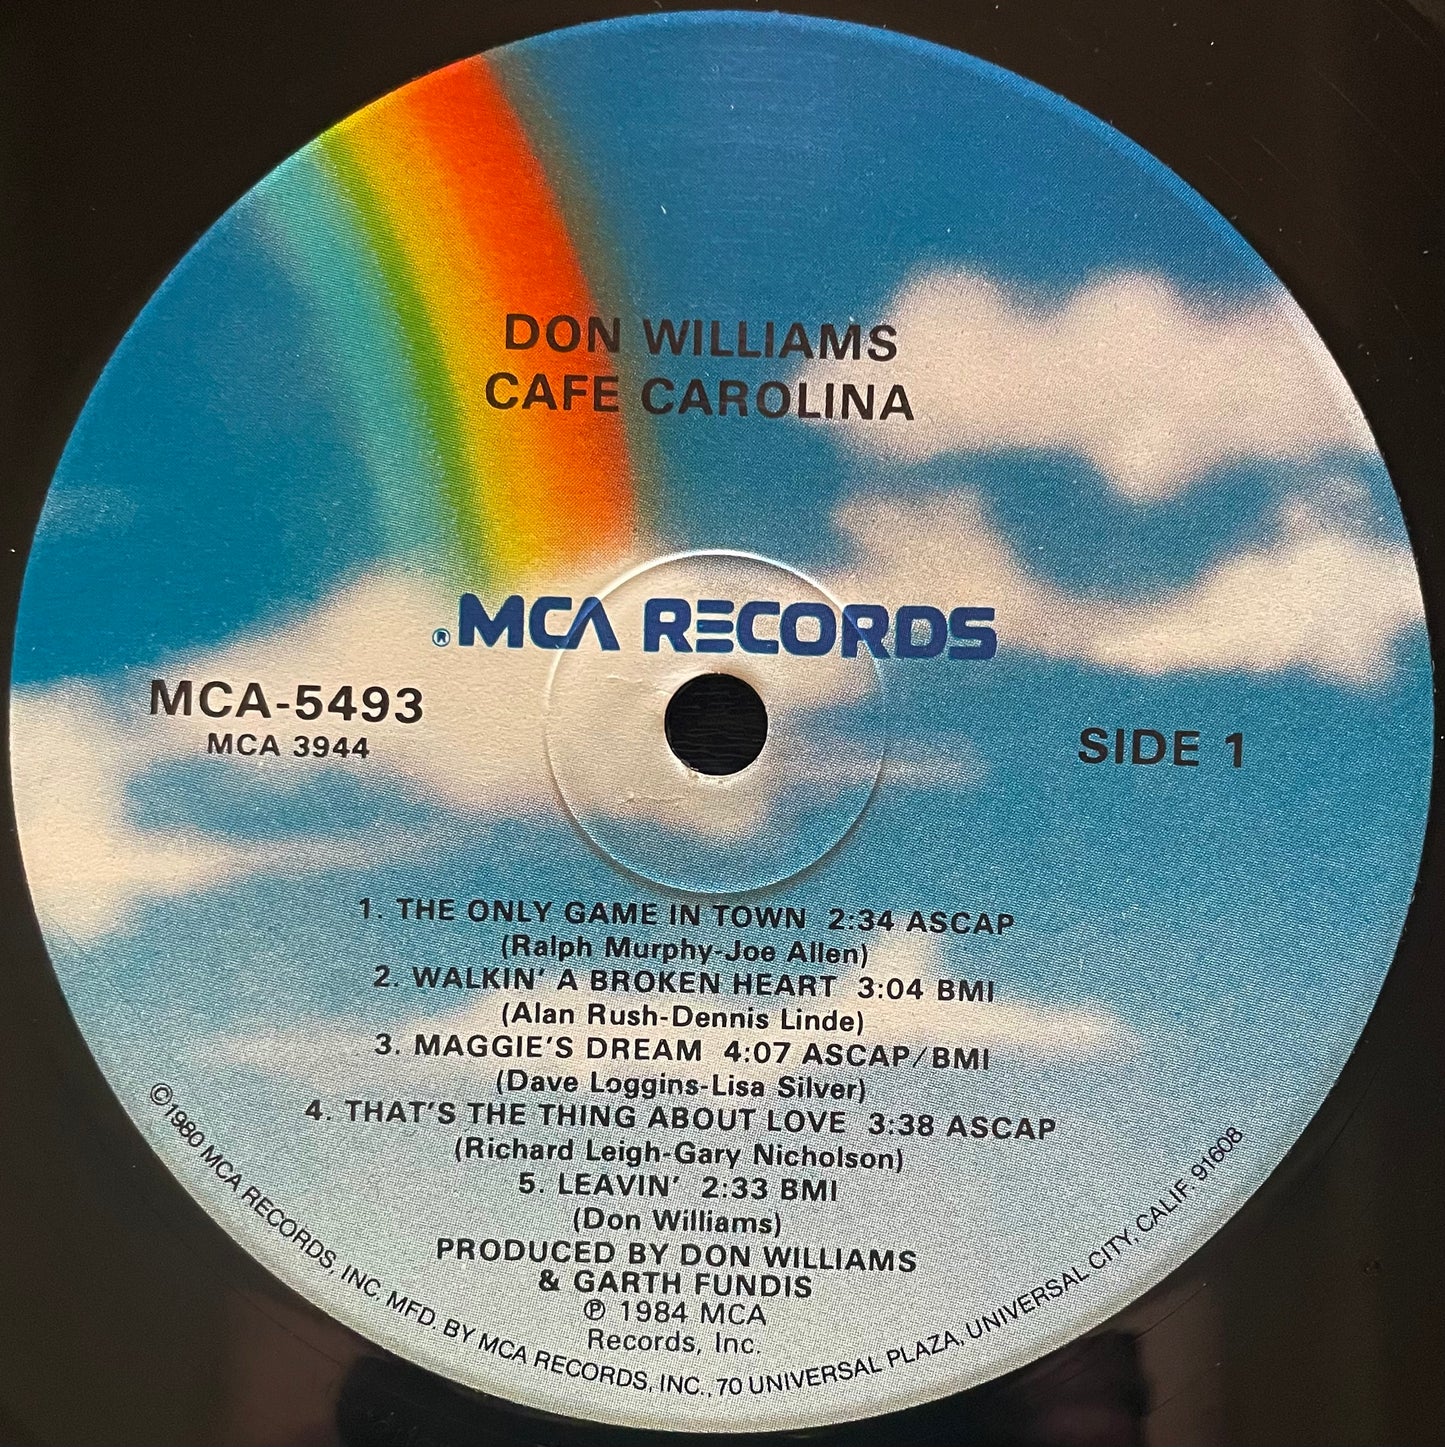 DON WILLIAMS
CAFE CAROLINA
® MCA RECORDS
MCA-5493
MCA 3944
SIDE 1
1. THE ONLY GAME IN TOWN 2:34 ASCAP
(Ralph Murphy-Joe Allen)
2. WALKIN' A BROKEN HEART 3:04 BMI
(Alan Rush-Dennis Linde)
3. MAGGIE'S DREAM 4:07 ASCAP/BMI
(Dave Loggins-Lisa Silver)
4. THAT'S THE THING ABOUT LOVE 3:38 ASCAP
(Richard Leigh-Gary Nicholson)
5. LEAVIN' 2:33 BMI
(Don Williams)
PRODUCED BY DON WILLIAMS
& GARTH FUNDIS
℗ 1984 MCA
Records, Inc.
©1980 MCA RECORDS, INC. MFD. BY MCA RECORDS, INC., 70 UNIVERSAL PLAZA, UNIVERSAL CITY, CALIF. 91608